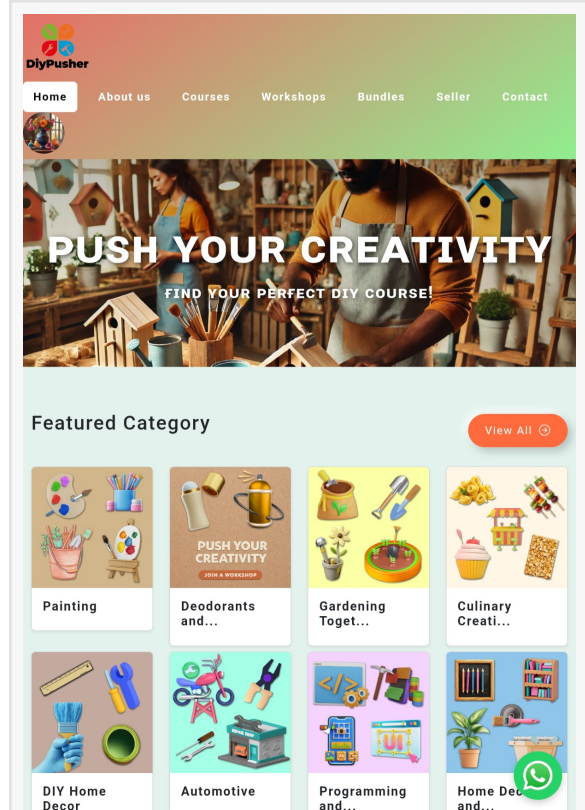 DiyPusher
Home About us Courses Workshops Bundles Seller Contact
PUSH YOUR CREATIVITY
FIND YOUR PERFECT DIY COURSE!
Featured Category
View All
PUSH YOUR
CREATIVITY
JOIN A WORKSHOP
</>
UI
Painting
Deodorants
and...
Gardening
Toget...
Culinary
Creati...
DIY Home
Decor
Automotive
Programming
and...
Home De
and...